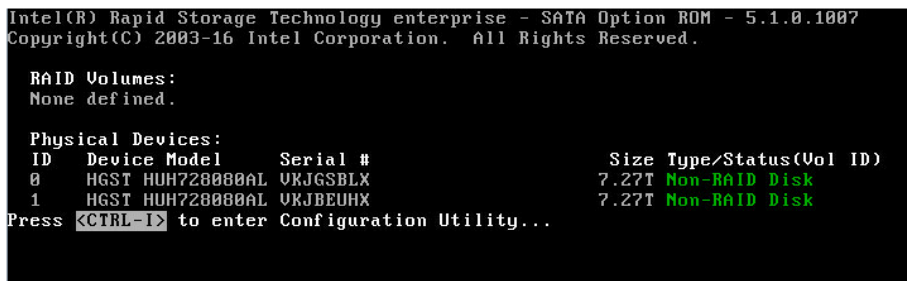 Intel(R) Rapid Storage Technology enterprise - SATA Option ROM - 5.1.0.1007
Copyright(C) 2003-16 Intel Corporation.  All Rights Reserved.
RAID Volumes:
None defined.
Physical Devices:
ID   Device Model     Serial #                         Size Type/Status(Vol ID)
0    HGST HUH728080AL VKJGSBLX                        7.27T Non-RAID Disk
1    HGST HUH728080AL VKJBEUHX                        7.27T Non-RAID Disk
Press <CTRL-I> to enter Configuration Utility...